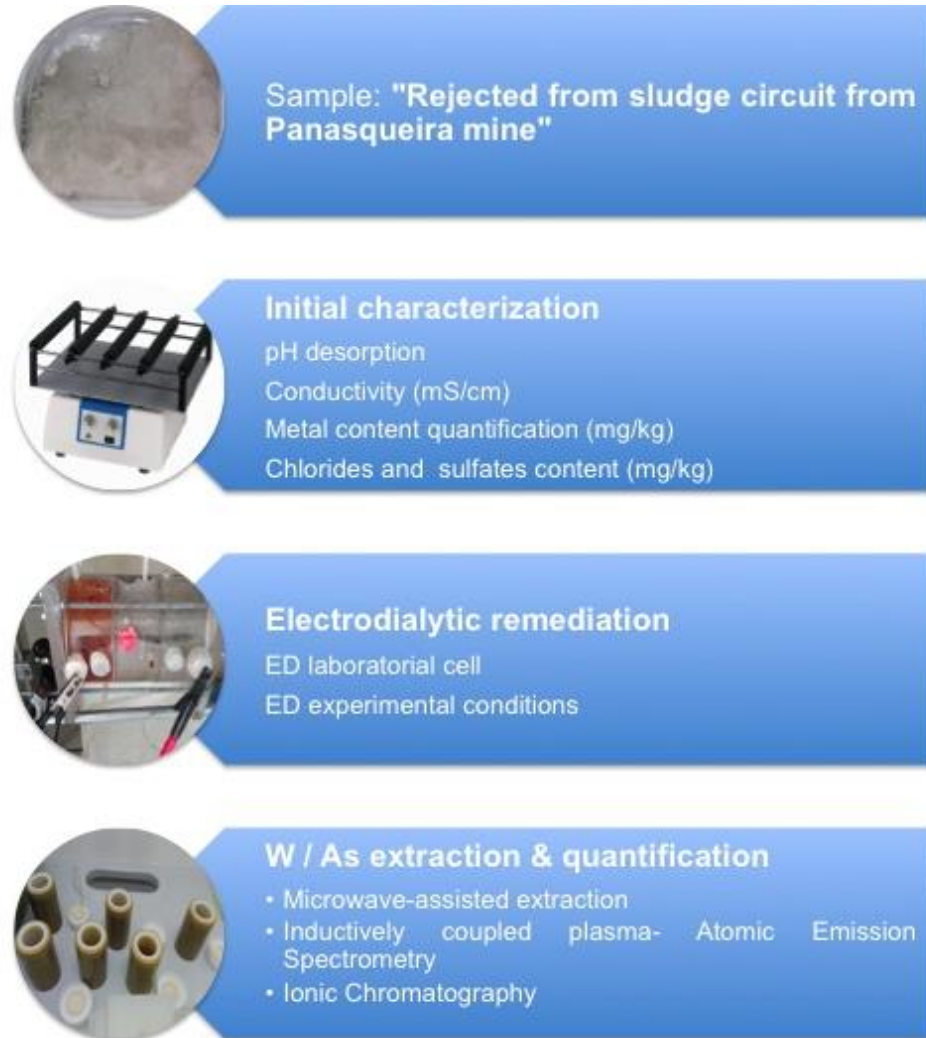 Sample: "Rejected from sludge circuit from
Panasqueira mine"
Initial characterization
pH desorption
Conductivity (mS/cm)
Metal content quantification (mg/kg)
Chlorides and sulfates content (mg/kg)
Electrodialytic remediation
ED laboratorial cell
ED experimental conditions
W / As extraction & quantification
• Microwave-assisted extraction
• Inductively coupled plasma- Atomic Emission
Spectrometry
• Ionic Chromatography